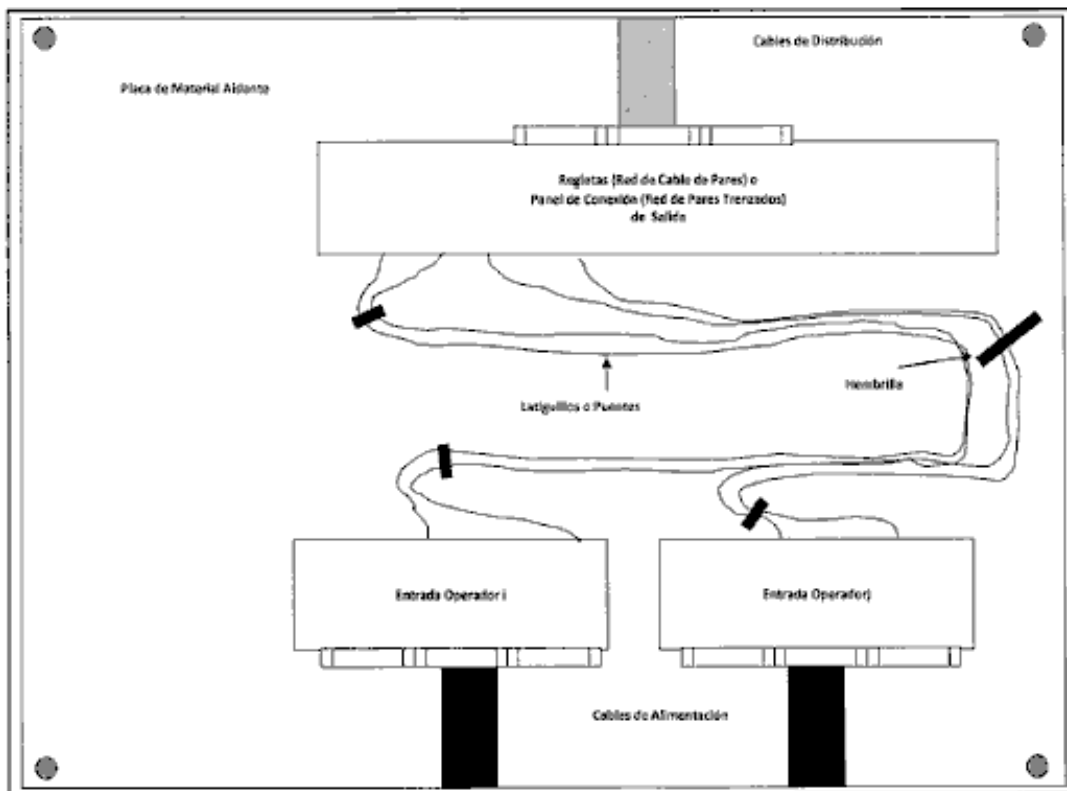 Cables de Distribución
Placa de Material Aislante
Regletas (Red de Cable de Pares) o
Panel de Conexión (Red de Pares Trenzados)
de Salida
Hembrilla
Latiguillos o Puentes
Entrada Operador i
Entrada Operador j
Cables de Alimentación